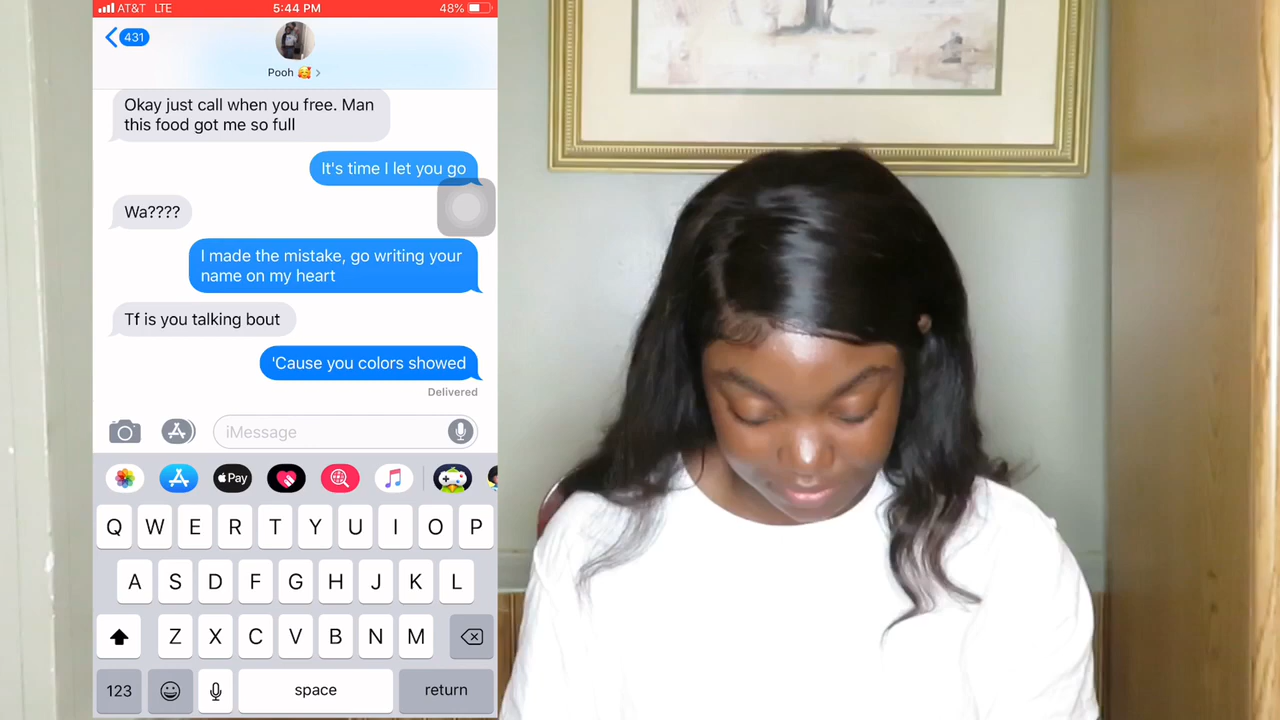 AT&T LTE 5:44 PM 48%
431
Pooh 🥰 >
Okay just call when you free. Man
this food got me so full
It's time I let you go
Wa????
I made the mistake, go writing your
name on my heart
Tf is you talking bout
'Cause you colors showed
Delivered
iMessage
Pay
Q W E R T Y U I O P
A S D F G H J K L
Z X C V B N M
123 space return